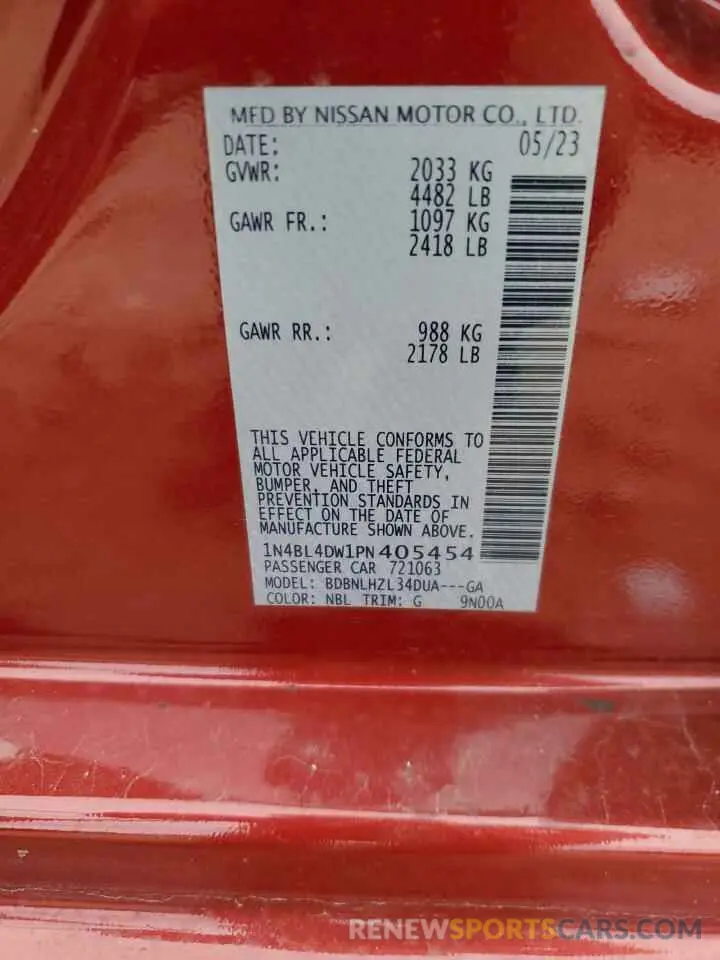 MFD BY NISSAN MOTOR CO., LTD.
DATE: 05/23
GVWR: 2033 KG
4482 LB
GAWR FR.: 1097 KG
2418 LB
GAWR RR.: 988 KG
2178 LB
THIS VEHICLE CONFORMS TO
ALL APPLICABLE FEDERAL
MOTOR VEHICLE SAFETY,
BUMPER, AND THEFT
PREVENTION STANDARDS IN
EFFECT ON THE DATE OF
MANUFACTURE SHOWN ABOVE.
1N4BL4DW1PN405454
PASSENGER CAR 721063
MODEL: BDBNLHZL34DUA---GA
COLOR: NBL TRIM: G 9N00A
RENEWSPORTSCARS.COM